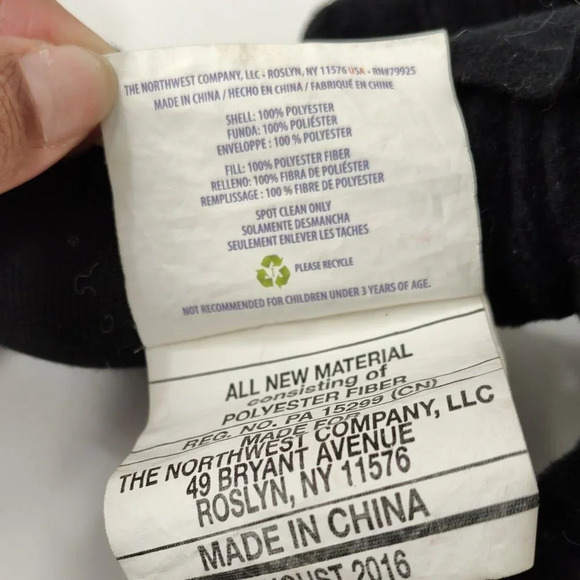 THE NORTHWEST COMPANY, LLC • ROSLYN, NY 11576 USA • RN#79925
MADE IN CHINA / HECHO EN CHINA / FABRIQUÉ EN CHINE
SHELL: 100% POLYESTER
FUNDA: 100% POLIÉSTER
ENVELOPPE : 100 % POLYESTER
FILL: 100% POLYESTER FIBER
RELLENO: 100% FIBRA DE POLIÉSTER
REMPLISSAGE : 100 % FIBRE DE POLYESTER
SPOT CLEAN ONLY
SOLAMENTE DESMANCHA
SEULEMENT ENLEVER LES TACHES
PLEASE RECYCLE
NOT RECOMMENDED FOR CHILDREN UNDER 3 YEARS OF AGE.
ALL NEW MATERIAL
consisting of
POLYESTER FIBER
REG. NO. PA 15299 (CN)
MADE FOR
THE NORTHWEST COMPANY, LLC
49 BRYANT AVENUE
ROSLYN, NY 11576
MADE IN CHINA
AUGUST 2016